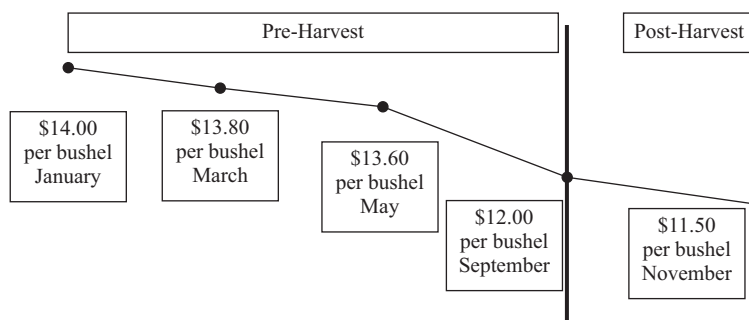 Pre-Harvest
Post-Harvest
$14.00
per bushel
January
$13.80
per bushel
March
$13.60
per bushel
May
$12.00
per bushel
September
$11.50
per bushel
November